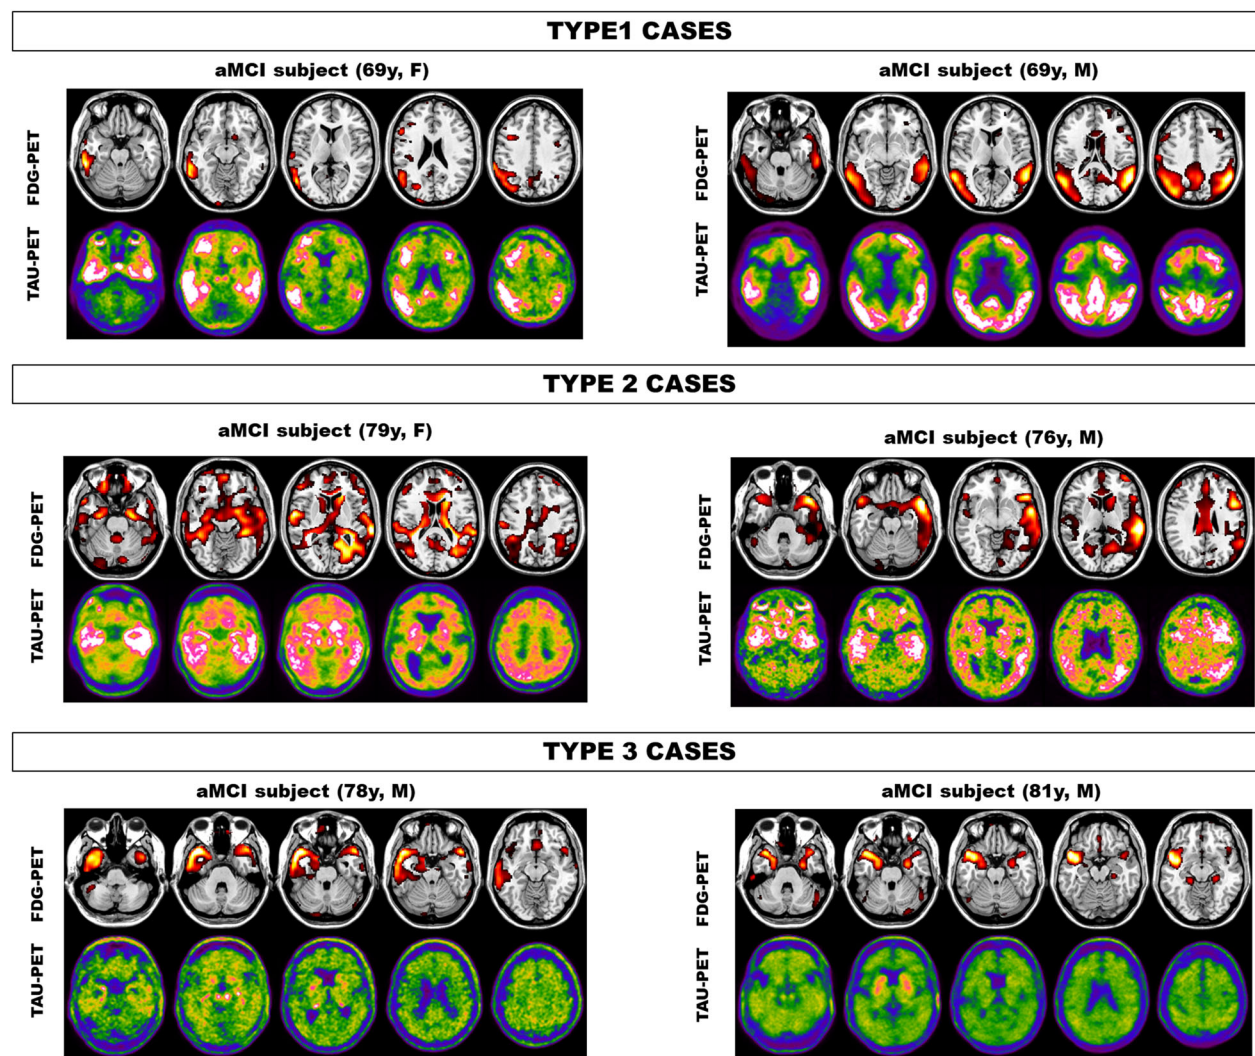 TYPE1 CASES
aMCI subject (69y, F)
aMCI subject (69y, M)
FDG-PET
TAU-PET
FDG-PET
TAU-PET
TYPE 2 CASES
aMCI subject (79y, F)
aMCI subject (76y, M)
FDG-PET
TAU-PET
FDG-PET
TAU-PET
TYPE 3 CASES
aMCI subject (78y, M)
aMCI subject (81y, M)
FDG-PET
TAU-PET
FDG-PET
TAU-PET